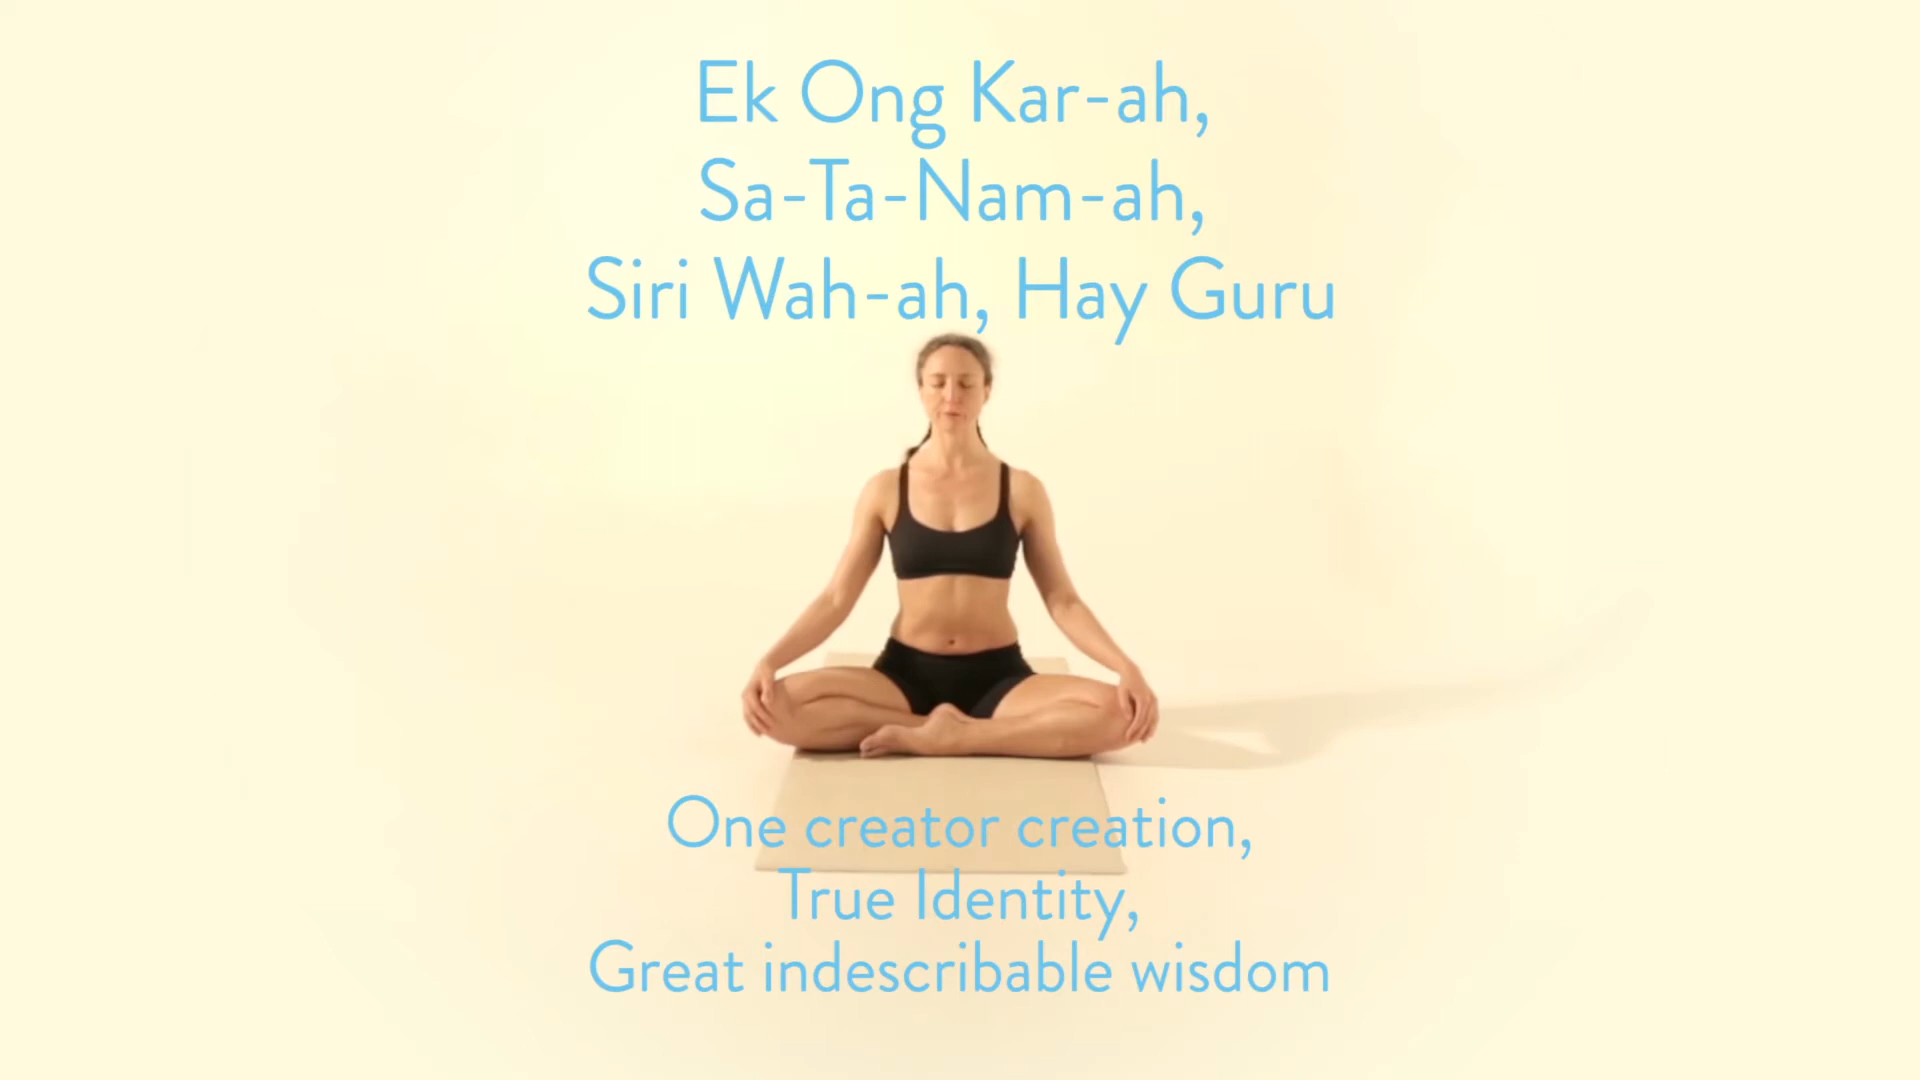 Ek Ong Kar-ah,
Sa-Ta-Nam-ah,
Siri Wah-ah, Hay Guru
One creator creation,
True Identity,
Great indescribable wisdom